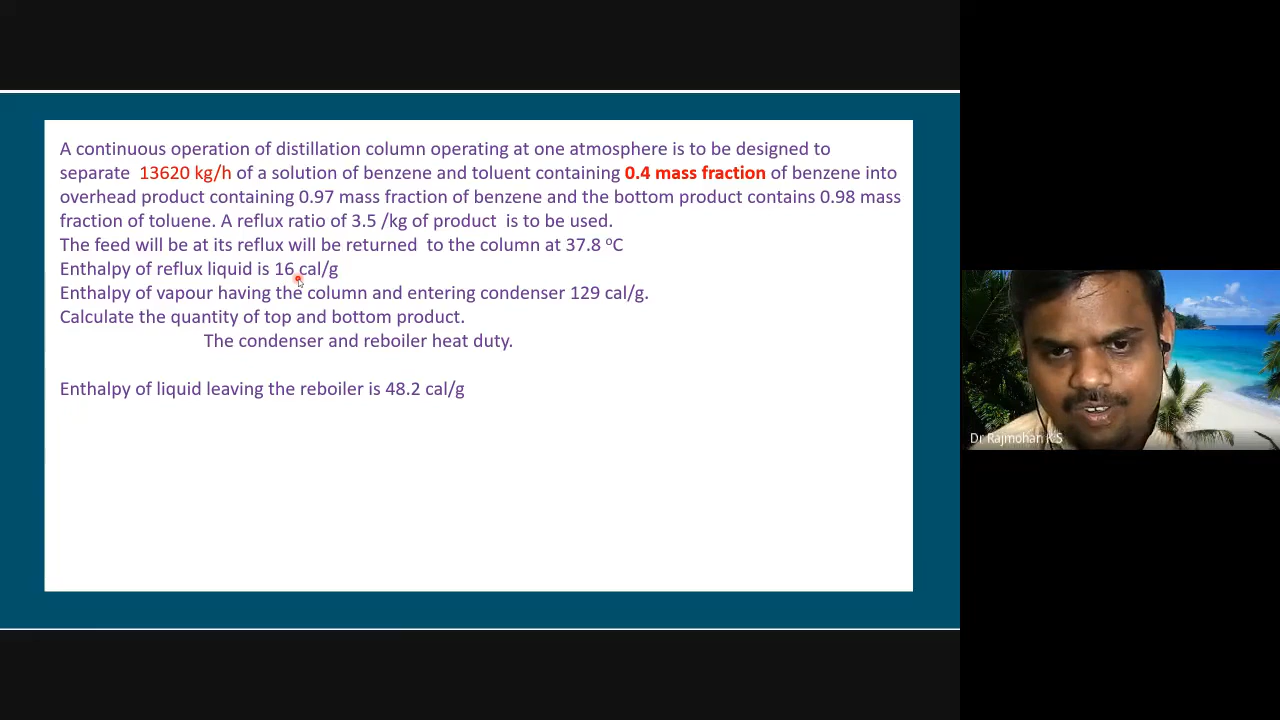 A continuous operation of distillation column operating at one atmosphere is to be designed to
separate 13620 kg/h of a solution of benzene and toluent containing 0.4 mass fraction of benzene into
overhead product containing 0.97 mass fraction of benzene and the bottom product contains 0.98 mass
fraction of toluene. A reflux ratio of 3.5 /kg of product is to be used.
The feed will be at its reflux will be returned to the column at 37.8 ⁰C
Enthalpy of reflux liquid is 16 cal/g
Enthalpy of vapour having the column and entering condenser 129 cal/g.
Calculate the quantity of top and bottom product.
The condenser and reboiler heat duty.
Enthalpy of liquid leaving the reboiler is 48.2 cal/g
Dr Rajmohan K S